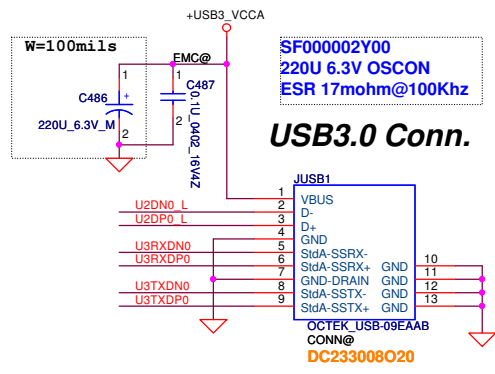 +USB3_VCCA
W=100mils
EMC@
SF000002Y00
220U 6.3V OSCON
ESR 17mohm@100Khz
1
1
C486
+
C487
220U_6.3V_M
2
2
0.1U_0402_16V4Z
USB3.0 Conn.
JUSB1
1 VBUS
U2DN0_L 2 D-
U2DP0_L 3 D+
4 GND
U3RXDN0 5 StdA-SSRX-
U3RXDP0 6 StdA-SSRX+ GND 10
7 GND-DRAIN GND 11
U3TXDN0 8 StdA-SSTX- GND 12
U3TXDP0 9 StdA-SSTX+ GND 13
OCTEK_USB-09EAAB
CONN@
DC233008O20